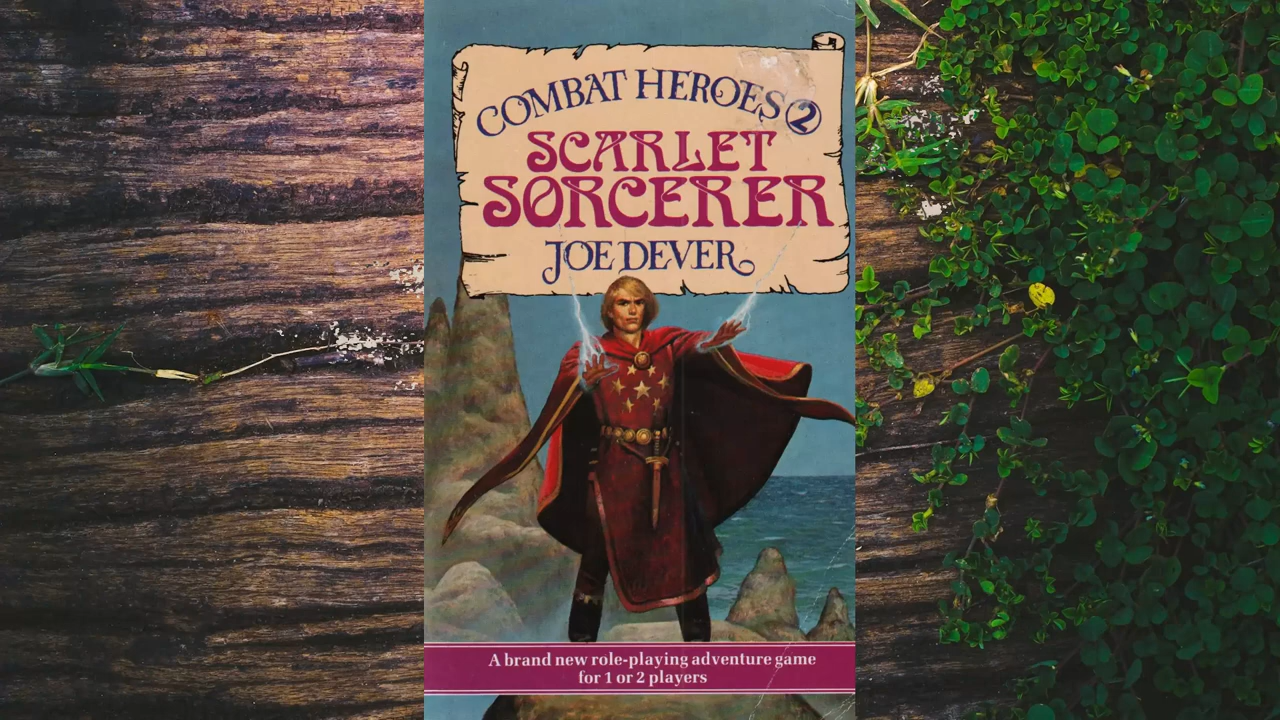 COMBAT HEROES 2
SCARLET
SORCERER
JOE DEVER
A brand new role-playing adventure game
for 1 or 2 players